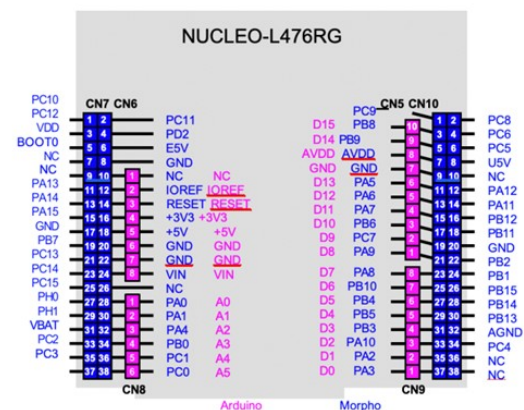 NUCLEO-L476RG
CN7 CN6
CN5 CN10
PC10 1 2 PC11
PC12 3 4 PD2
VDD 5 6 E5V
BOOT0 7 8 GND
NC 9 10 NC 1 NC
NC 11 12 IOREF 2 IOREF
PA13 13 14 RESET 3 RESET
PA14 15 16 +3V3 4 +3V3
PA15 17 18 +5V 5 +5V
GND 19 20 GND 6 GND
PB7 21 22 GND 7 GND
PC13 23 24 VIN 8 VIN
PC14 25 26 NC
PC15 27 28 1 PA0 A0
PH0 29 30 2 PA1 A1
PH1 31 32 3 PA4 A2
VBAT 33 34 4 PB0 A3
PC2 35 36 5 PC1 A4
PC3 37 38 6 PC0 A5
CN8
PC9 1 2 PC8
D15 PB8 10 3 4 PC6
D14 PB9 9 5 6 PC5
AVDD AVDD 8 7 8 U5V
GND GND 7 9 10 NC
D13 PA5 6 11 12 PA12
D12 PA6 5 13 14 PA11
D11 PA7 4 15 16 PB12
D10 PB6 3 17 18 PB11
D9 PC7 2 19 20 GND
D8 PA9 1 21 22 PB2
D7 PA8 8 23 24 PB1
D6 PB10 7 25 26 PB15
D5 PB4 6 27 28 PB14
D4 PB5 5 29 30 PB13
D3 PB3 4 31 32 AGND
D2 PA10 3 33 34 PC4
D1 PA2 2 35 36 NC
D0 PA3 1 37 38 NC
CN9
Arduino
Morpho